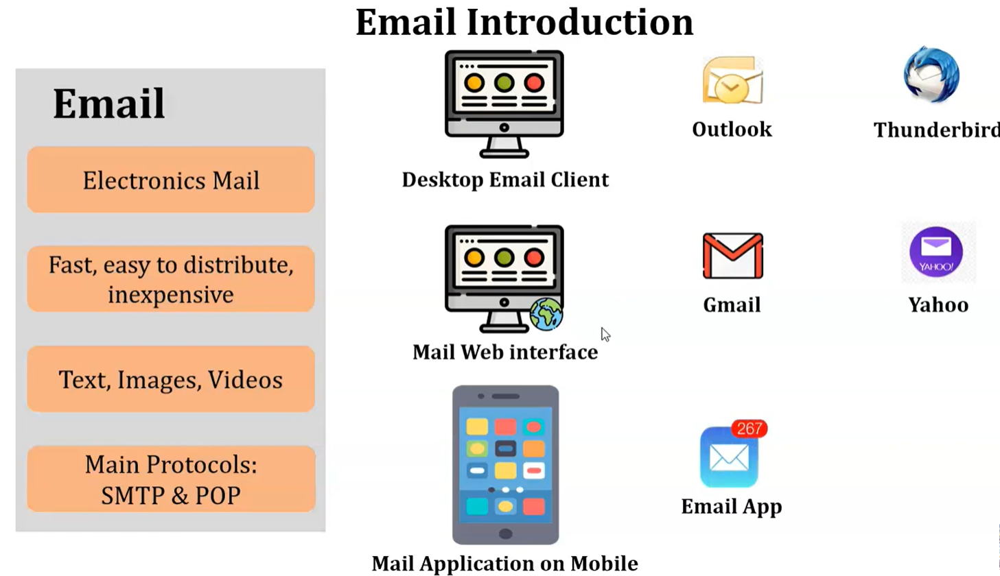 Email Introduction
Email
Electronics Mail
Fast, easy to distribute,
inexpensive
Text, Images, Videos
Main Protocols:
SMTP & POP
Desktop Email Client
Outlook
Thunderbird
Mail Web interface
Gmail
YAHOO!
Yahoo
Mail Application on Mobile
267
Email App